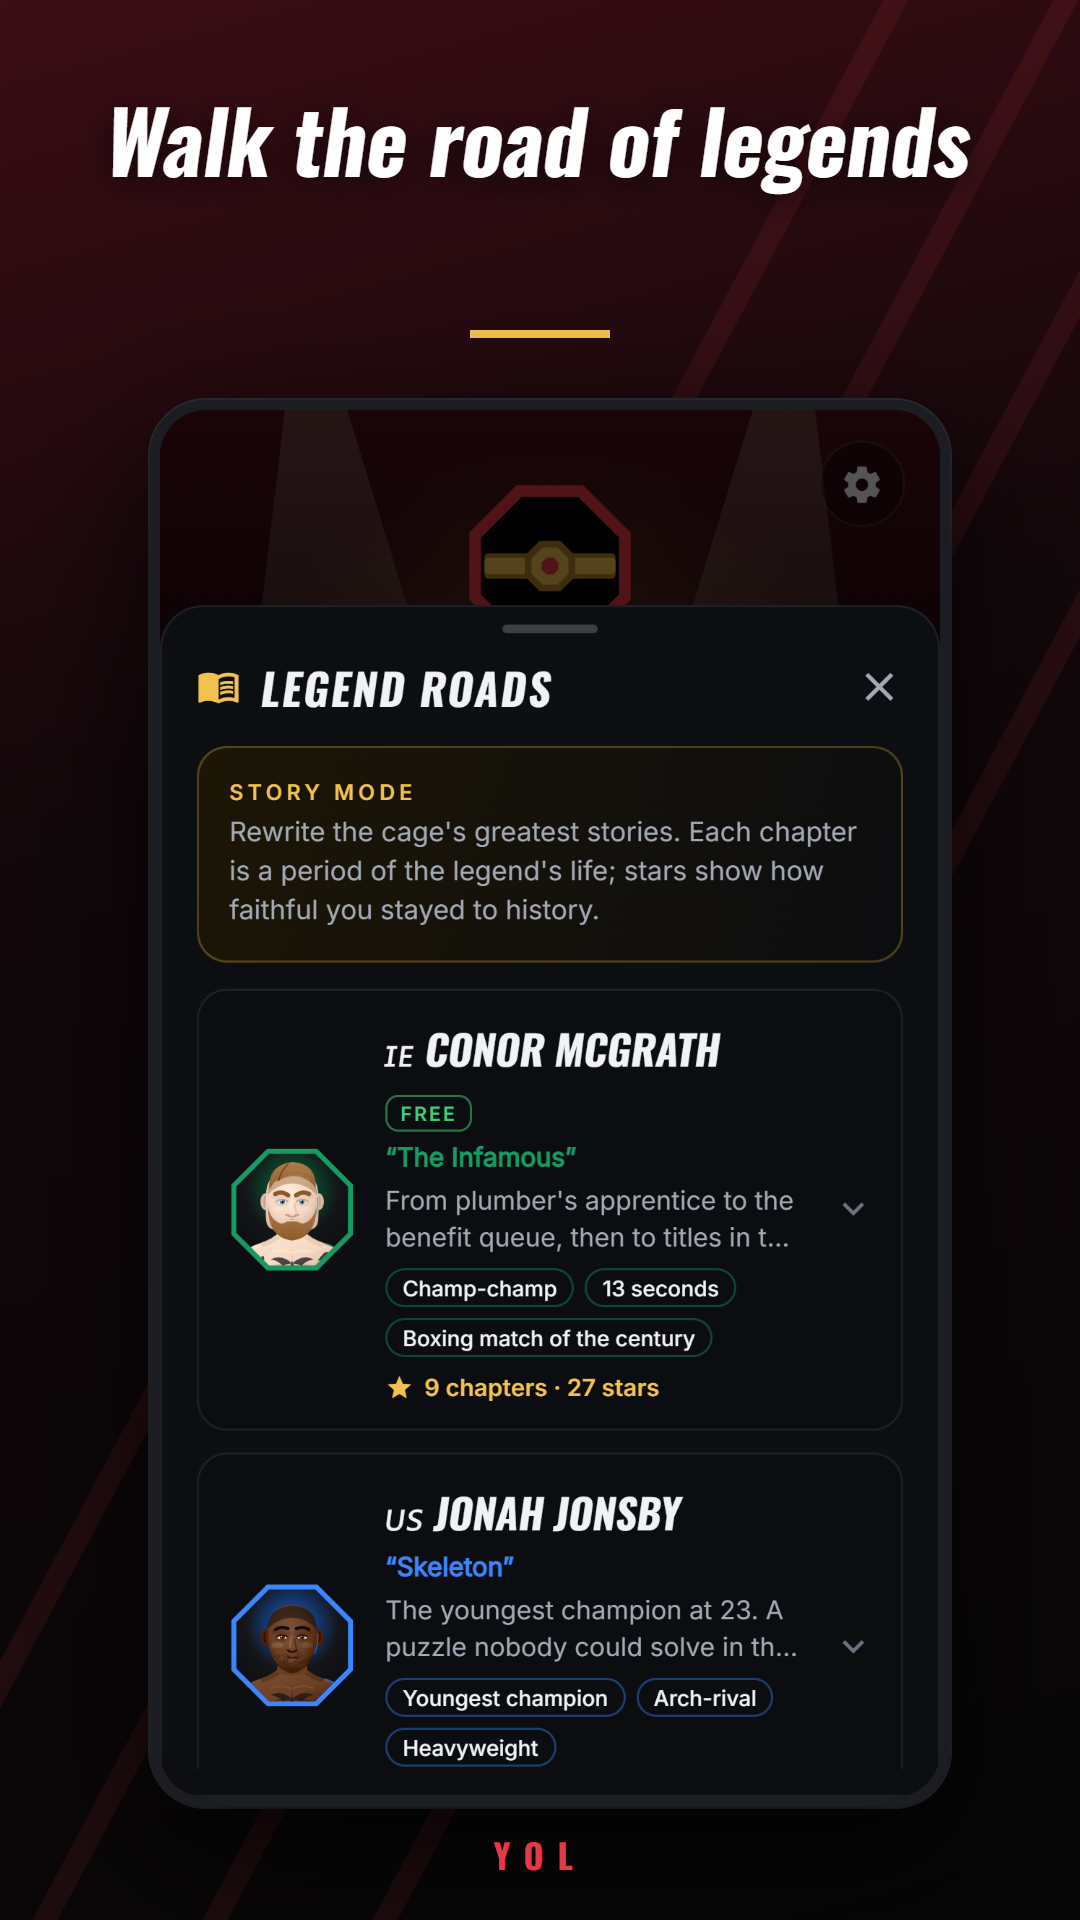 Walk the road of legends
LEGEND ROADS
STORY MODE
Rewrite the cage's greatest stories. Each chapter
is a period of the legend's life; stars show how
faithful you stayed to history.
IE CONOR MCGRATH
FREE
“The Infamous”
From plumber's apprentice to the
benefit queue, then to titles in t...
Champ-champ 13 seconds
Boxing match of the century
9 chapters · 27 stars
US JONAH JONSBY
“Skeleton”
The youngest champion at 23. A
puzzle nobody could solve in th...
Youngest champion Arch-rival
Heavyweight
YOL